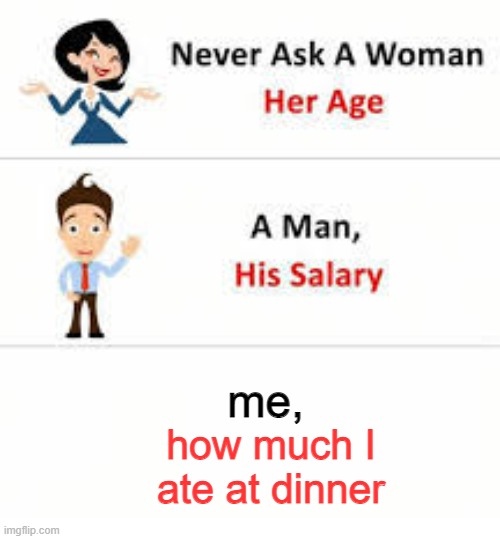 Never Ask A Woman
Her Age
A Man,
His Salary
me,
how much I
ate at dinner
imgflip.com